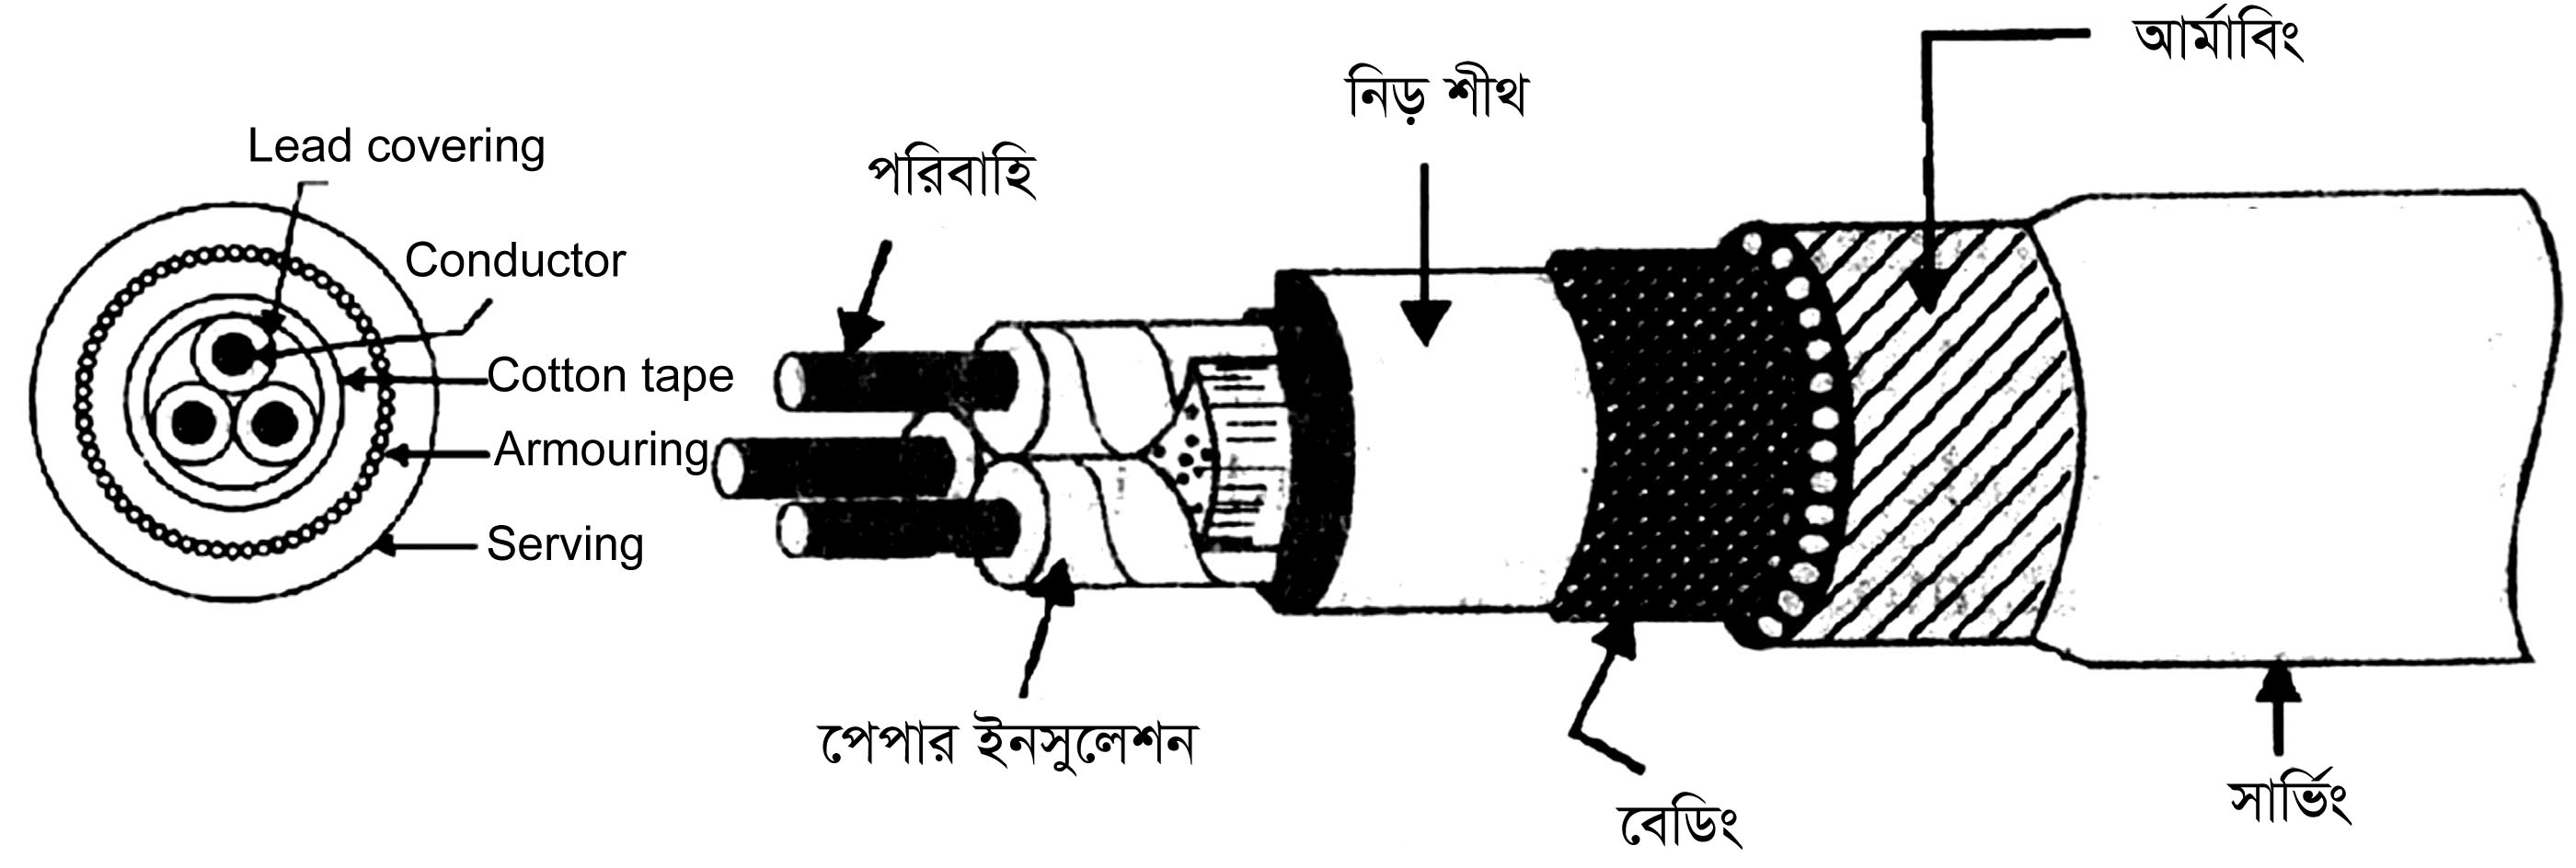 Lead covering
Conductor
Cotton tape
Armouring
Serving
পরিবাহি
নিড় শীথ
আর্মাবিং
পেপার ইনসুলেশন
বেডিং
সার্ভিং